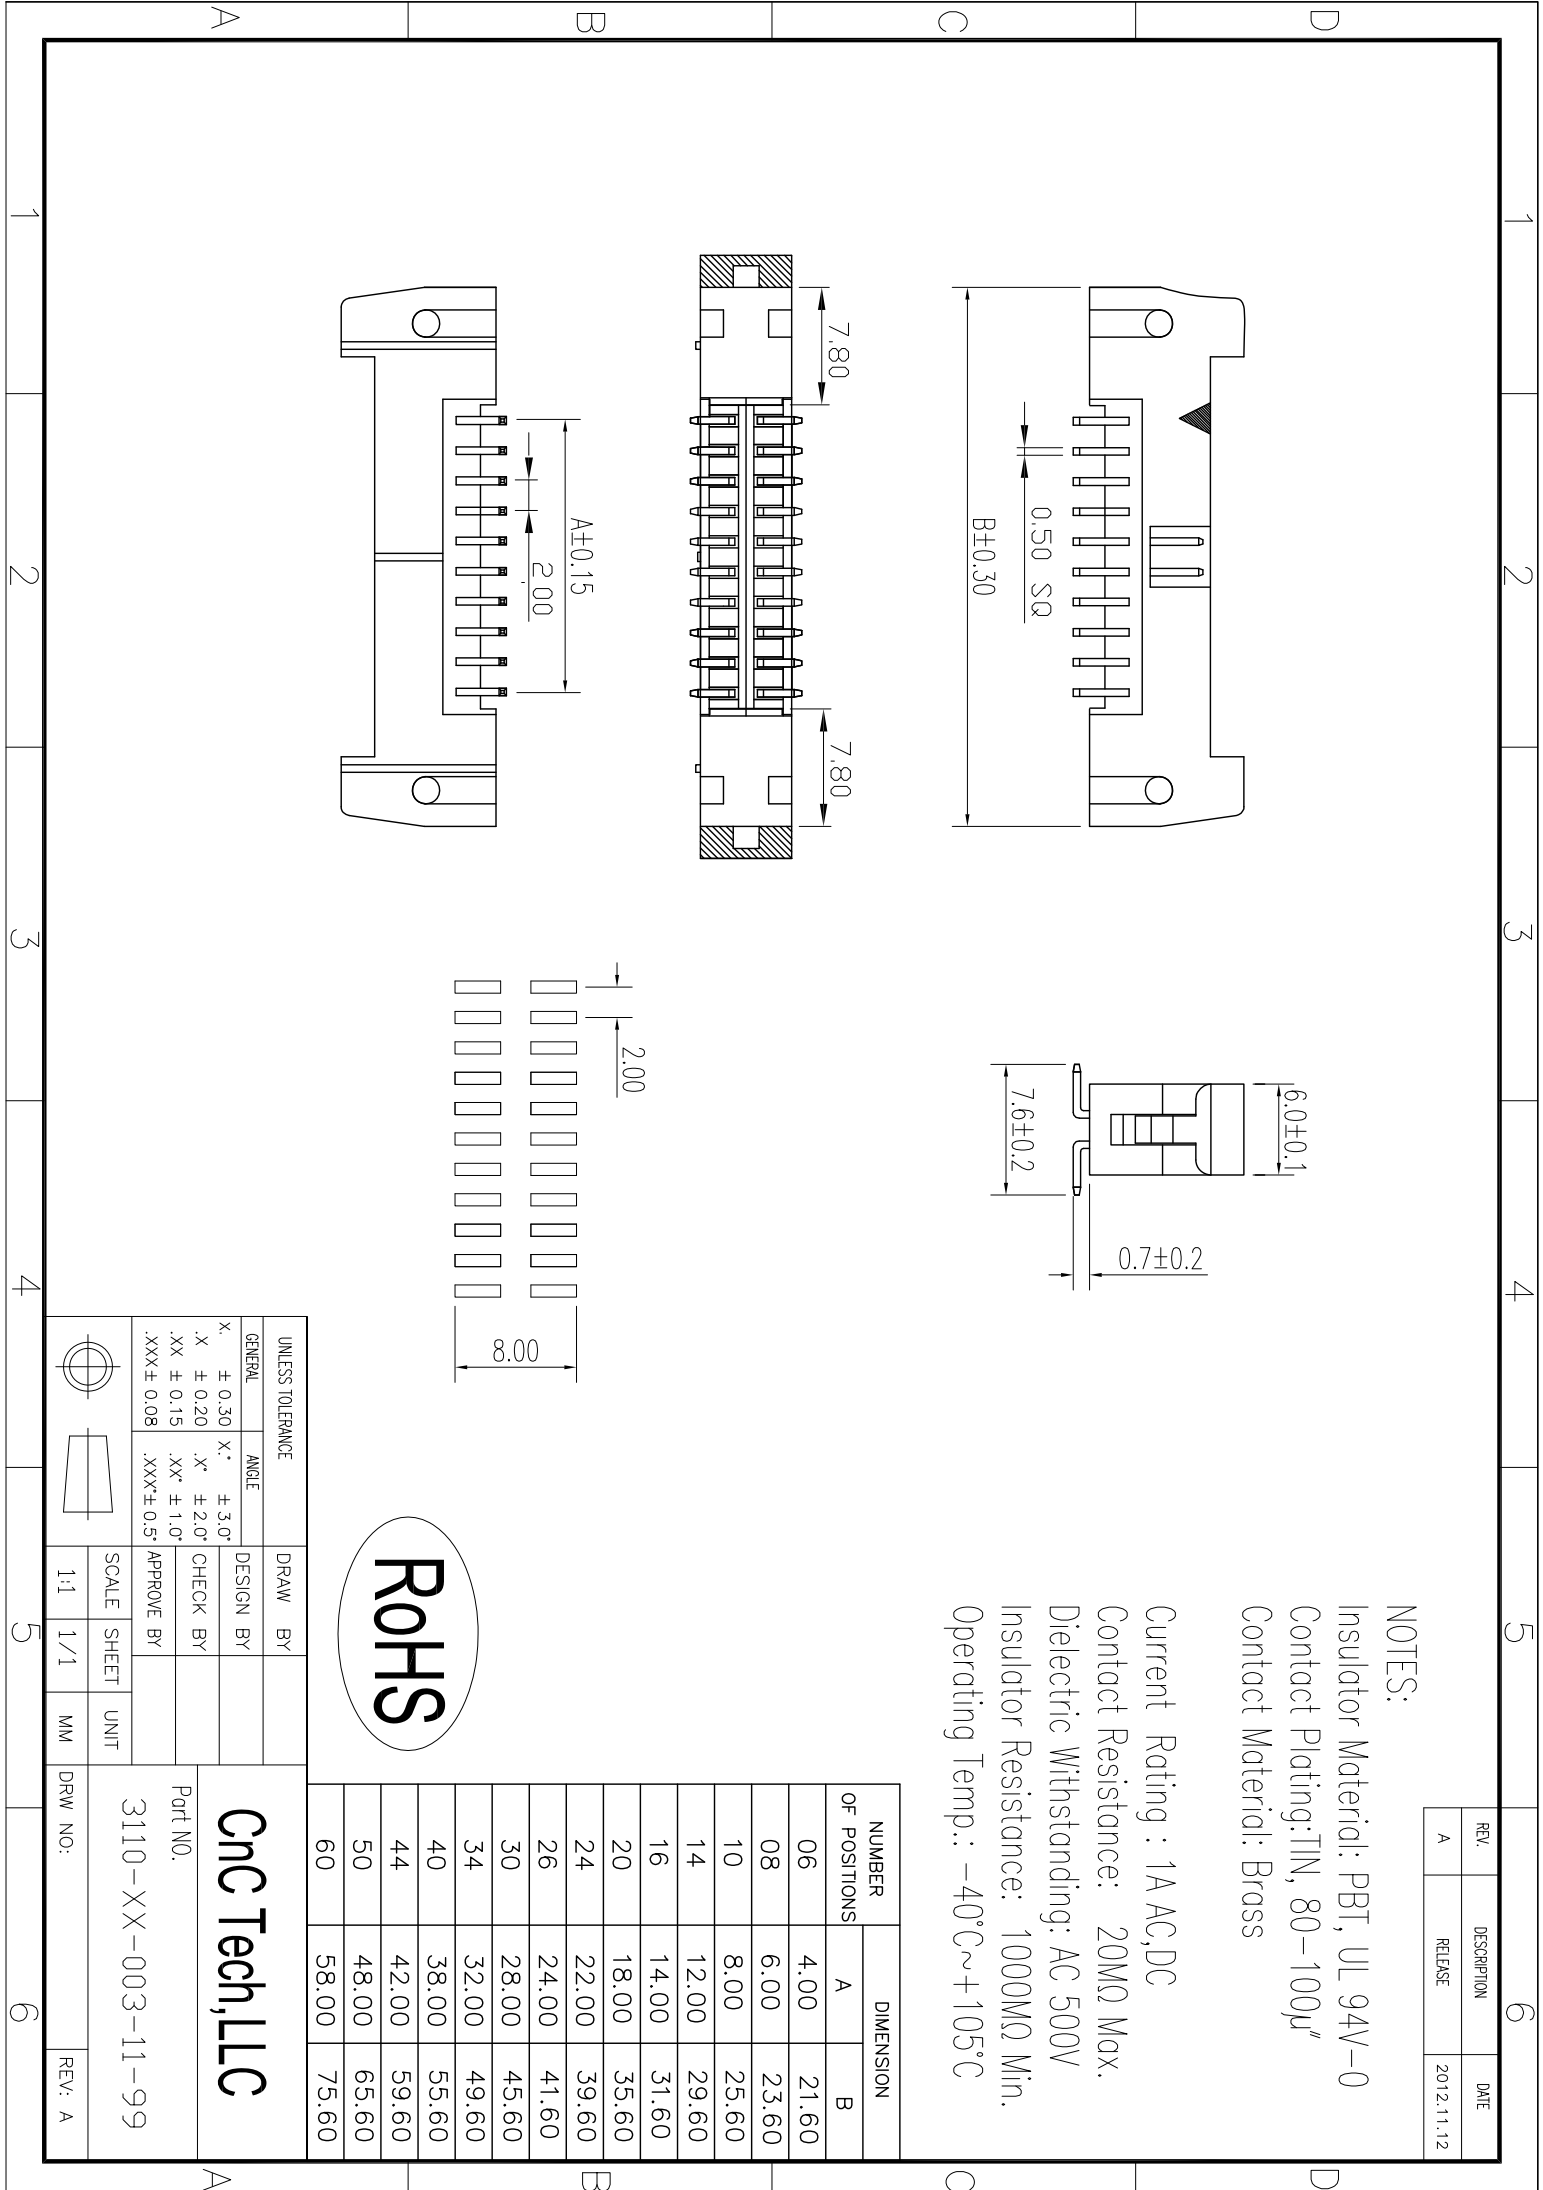 1
2
3
4
5
6
D
C
B
A
REV.
DESCRIPTION
DATE
A
RELEASE
2012.11.12
NOTES:
Insulator Material: PBT, UL 94V-0
Contact Plating:TIN, 80-100µ"
Contact Material: Brass
Current Rating : 1A AC,DC
Contact Resistance: 20MΩ Max.
Dielectric Withstanding: AC 500V
Insulator Resistance: 1000MΩ Min.
Operating Temp.: -40°C~+105°C
0.50 SQ
B±0.30
7.80
7.80
A±0.15
2.00
6.0±0.1
7.6±0.2
0.7±0.2
2.00
8.00
NUMBER OF POSITIONS
DIMENSION
A B
06 4.00 21.60
08 6.00 23.60
10 8.00 25.60
14 12.00 29.60
16 14.00 31.60
20 18.00 35.60
24 22.00 39.60
26 24.00 41.60
30 28.00 45.60
34 32.00 49.60
40 38.00 55.60
44 42.00 59.60
50 48.00 65.60
60 58.00 75.60
RoHS
UNLESS TOLERANCE
GENERAL ANGLE
X. ± 0.30 X.° ± 3.0°
.X ± 0.20 .X° ± 2.0°
.XX ± 0.15 .XX° ± 1.0°
.XXX± 0.08 .XXX°± 0.5°
DRAW BY
DESIGN BY
CHECK BY
APPROVE BY
SCALE SHEET UNIT
1:1 1/1 MM
CnC Tech,LLC
Part NO.
3110-XX-003-11-99
DRW NO:
REV: A
1
2
3
4
5
6
D
C
B
A